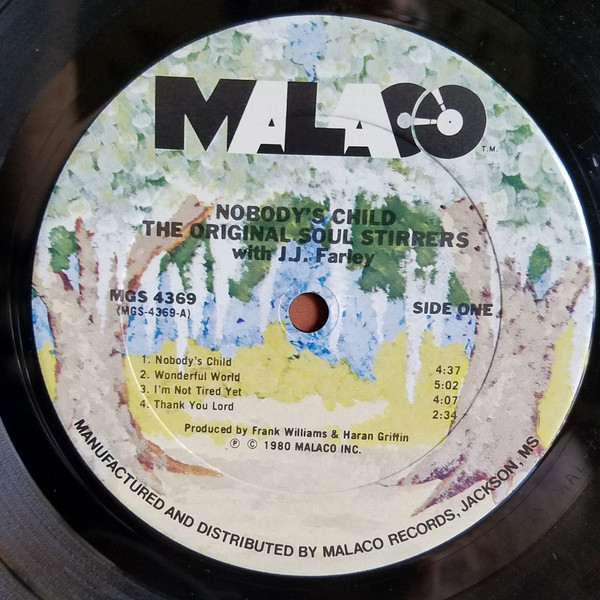 MALACO
T.M.
NOBODY'S CHILD
THE ORIGINAL SOUL STIRRERS
with J.J. Farley
MGS 4369
(MGS-4369-A)
SIDE ONE
1. Nobody's Child 4:37
2. Wonderful World 5:02
3. I'm Not Tired Yet 4:07
4. Thank You Lord 2:34
Produced by Frank Williams & Haran Griffin
℗ © 1980 MALACO INC.
MANUFACTURED AND DISTRIBUTED BY MALACO RECORDS, JACKSON, MS